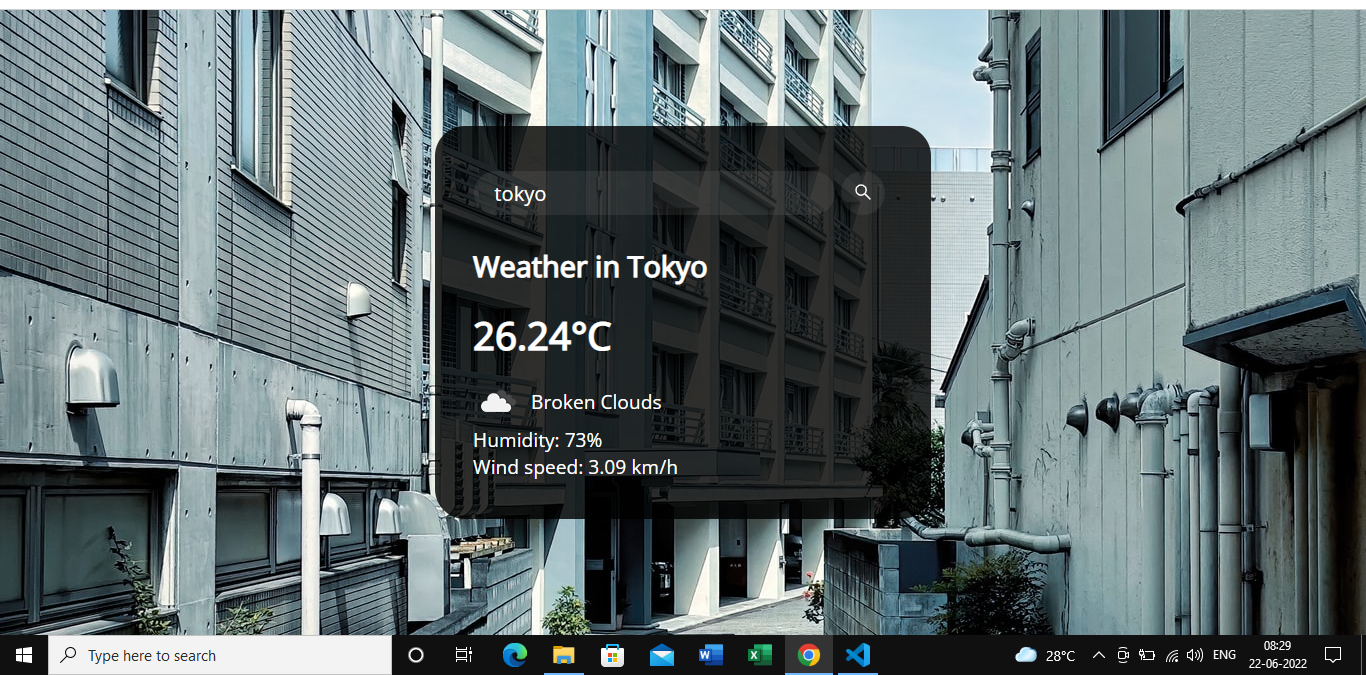 tokyo
Weather in Tokyo
26.24°C
Broken Clouds
Humidity: 73%
Wind speed: 3.09 km/h
Type here to search
28°C
ENG
08:29
22-06-2022